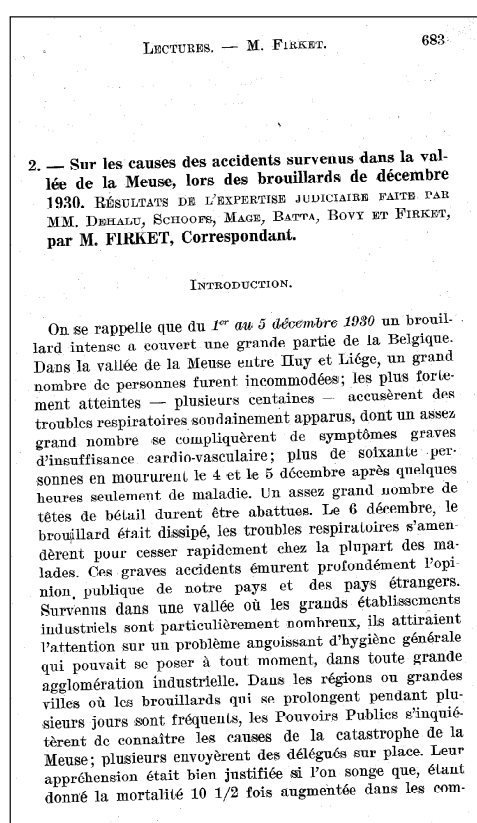 LECTURES. — M. FIRKET. 683
2. — Sur les causes des accidents survenus dans la val-
lée de la Meuse, lors des brouillards de décembre
1930. RÉSULTATS DE L'EXPERTISE JUDICIAIRE FAITE PAR
MM. DEHALU, SCHOOFS, MAGE, BATTA, BOVY ET FIRKET,
par M. FIRKET, Correspondant.
INTRODUCTION.
On se rappelle que du 1er au 5 décembre 1930 un brouil-
lard intense a couvert une grande partie de la Belgique.
Dans la vallée de la Meuse entre Huy et Liége, un grand
nombre de personnes furent incommodées; les plus forte-
ment atteintes — plusieurs centaines — accusèrent des
troubles respiratoires soudainement apparus, dont un assez
grand nombre se compliquèrent de symptômes graves
d'insuffisance cardio-vasculaire; plus de soixante per-
sonnes en moururent le 4 et le 5 décembre après quelques
heures seulement de maladie. Un assez grand nombre de
têtes de bétail durent être abattues. Le 6 décembre, le
brouillard était dissipé, les troubles respiratoires s'amen-
dèrent pour cesser rapidement chez la plupart des ma-
lades. Ces graves accidents émurent profondément l'opi-
nion publique de notre pays et des pays étrangers.
Survenus dans une vallée où les grands établissements
industriels sont particulièrement nombreux, ils attiraient
l'attention sur un problème angoissant d'hygiène générale
qui pouvait se poser à tout moment, dans toute grande
agglomération industrielle. Dans les régions ou grandes
villes où les brouillards qui se prolongent pendant plu-
sieurs jours sont fréquents, les Pouvoirs Publics s'inquié-
tèrent de connaître les causes de la catastrophe de la
Meuse; plusieurs envoyèrent des délégués sur place. Leur
appréhension était bien justifiée si l'on songe que, étant
donné la mortalité 10 1/2 fois augmentée dans les com-